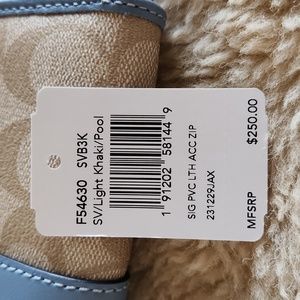 F54630 SVB3K
SV/Light Khaki/Pool
1 91202 58144 9
SIG PVC LTH ACC ZIP
231229JAX
MFSRP $250.00